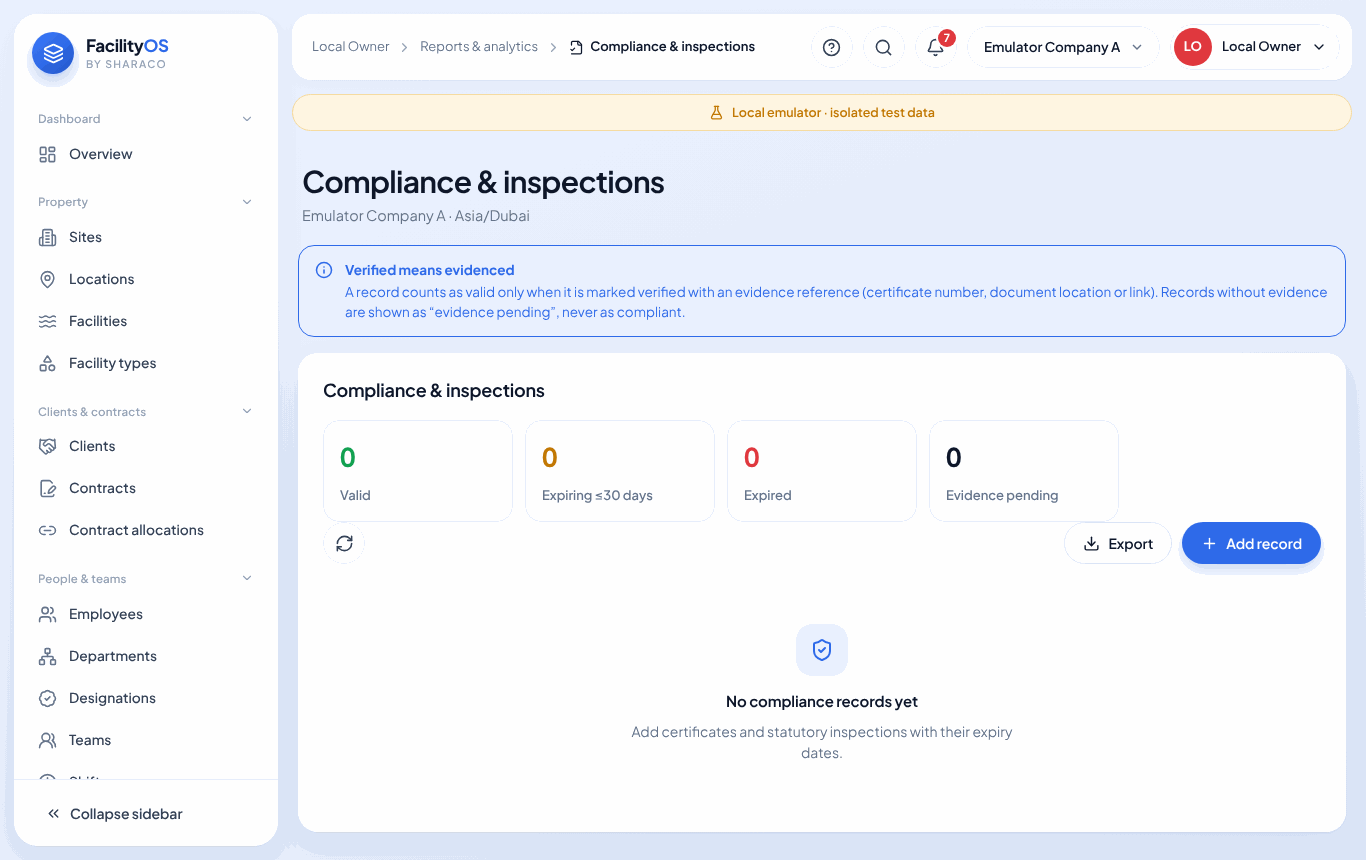 FacilityOS
BY SHARACO
Dashboard
Overview
Property
Sites
Locations
Facilities
Facility types
Clients & contracts
Clients
Contracts
Contract allocations
People & teams
Employees
Departments
Designations
Teams
Collapse sidebar
Local Owner
Reports & analytics
Compliance & inspections
7
Emulator Company A
LO
Local Owner
Local emulator · isolated test data
Compliance & inspections
Emulator Company A · Asia/Dubai
Verified means evidenced
A record counts as valid only when it is marked verified with an evidence reference (certificate number, document location or link). Records without evidence
are shown as “evidence pending”, never as compliant.
Compliance & inspections
0
Valid
0
Expiring ≤30 days
0
Expired
0
Evidence pending
Export
Add record
No compliance records yet
Add certificates and statutory inspections with their expiry
dates.